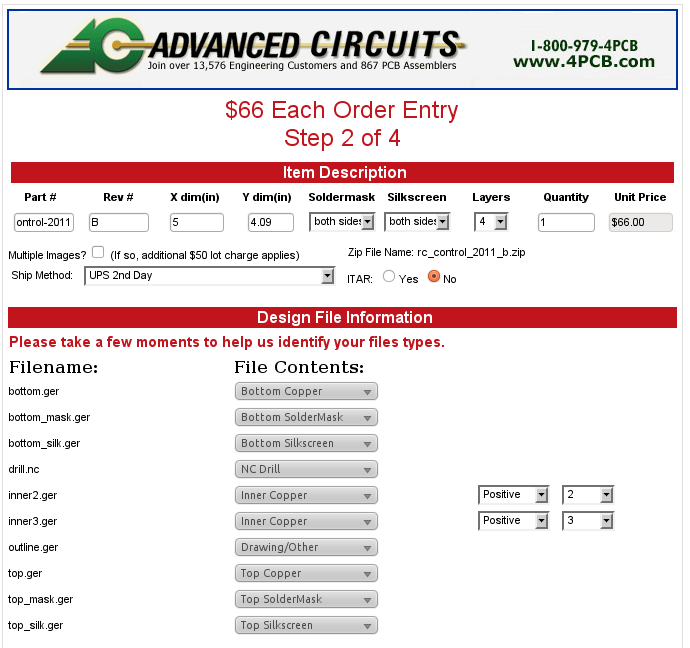 ADVANCED CIRCUITS
Join over 13,576 Engineering Customers and 867 PCB Assemblers
1-800-979-4PCB
www.4PCB.com
$66 Each Order Entry
Step 2 of 4
Item Description
Part # Rev # X dim(in) Y dim(in) Soldermask Silkscreen Layers Quantity Unit Price
ontrol-2011 B 5 4.09 both sides both sides 4 1 $66.00
Multiple Images? (If so, additional $50 lot charge applies) Zip File Name: rc_control_2011_b.zip
Ship Method: UPS 2nd Day ITAR: Yes No
Design File Information
Please take a few moments to help us identify your files types.
Filename: File Contents:
bottom.ger Bottom Copper
bottom_mask.ger Bottom SolderMask
bottom_silk.ger Bottom Silkscreen
drill.nc NC Drill
inner2.ger Inner Copper Positive 2
inner3.ger Inner Copper Positive 3
outline.ger Drawing/Other
top.ger Top Copper
top_mask.ger Top SolderMask
top_silk.ger Top Silkscreen